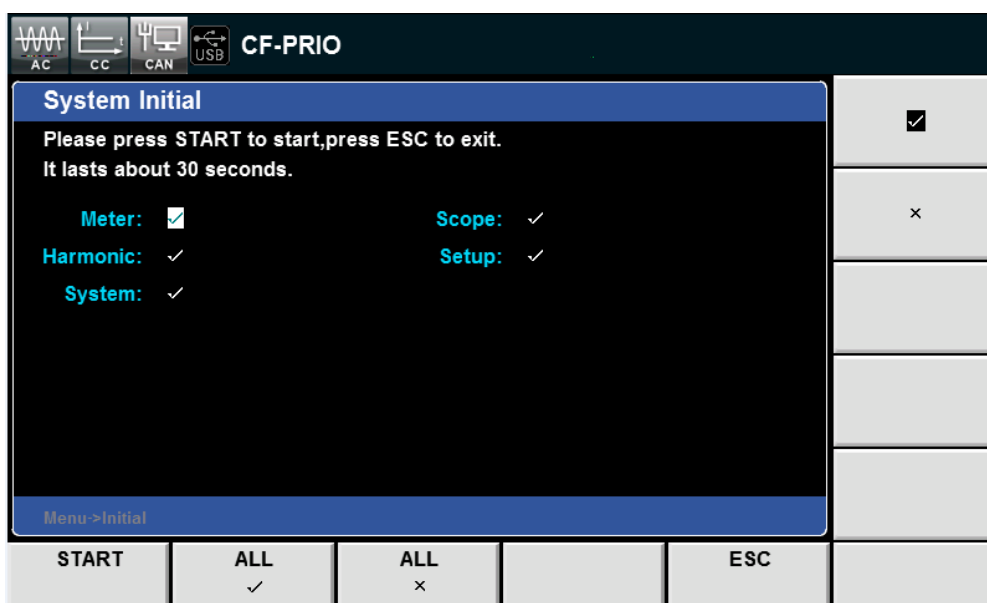 AC CC CAN USB CF-PRIO
System Initial
Please press START to start,press ESC to exit.
It lasts about 30 seconds.
Meter: ✓ Scope: ✓
Harmonic: ✓ Setup: ✓
System: ✓
Menu->Initial
START ALL ✓ ALL × ESC